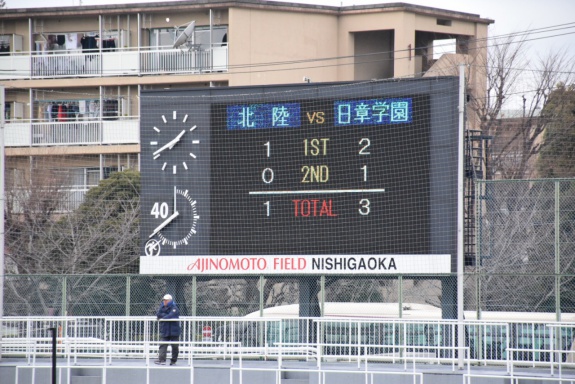 北陸 VS 日章学園
1 1ST 2
0 2ND 1
1 TOTAL 3
40
AJINOMOTO FIELD NISHIGAOKA